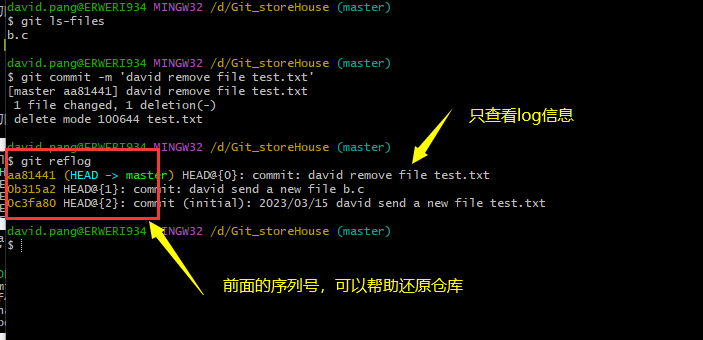 david.pang@ERWERI934 MINGW32 /d/Git_storeHouse (master)
$ git ls-files
b.c
david.pang@ERWERI934 MINGW32 /d/Git_storeHouse (master)
$ git commit -m 'david remove file test.txt'
[master aa81441] david remove file test.txt
1 file changed, 1 deletion(-)
delete mode 100644 test.txt
只查看log信息
david.pang@ERWERI934 MINGW32 /d/Git_storeHouse (master)
$ git reflog
aa81441 (HEAD -> master) HEAD@{0}: commit: david remove file test.txt
0b315a2 HEAD@{1}: commit: david send a new file b.c
0c3fa80 HEAD@{2}: commit (initial): 2023/03/15 david send a new file test.txt
david.pang@ERWERI934 MINGW32 /d/Git_storeHouse (master)
$
前面的序列号，可以帮助还原仓库